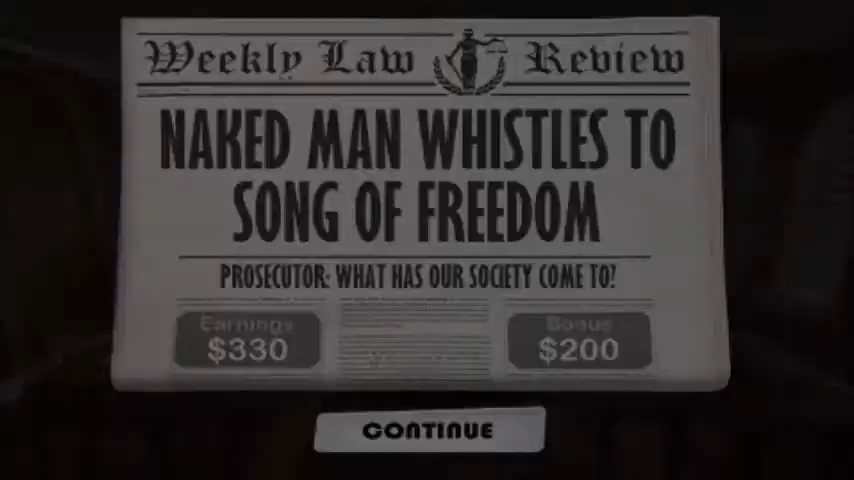 Weekly Law Review
NAKED MAN WHISTLES TO
SONG OF FREEDOM
PROSECUTOR: WHAT HAS OUR SOCIETY COME TO?
Earnings
$330
Bonus
$200
CONTINUE